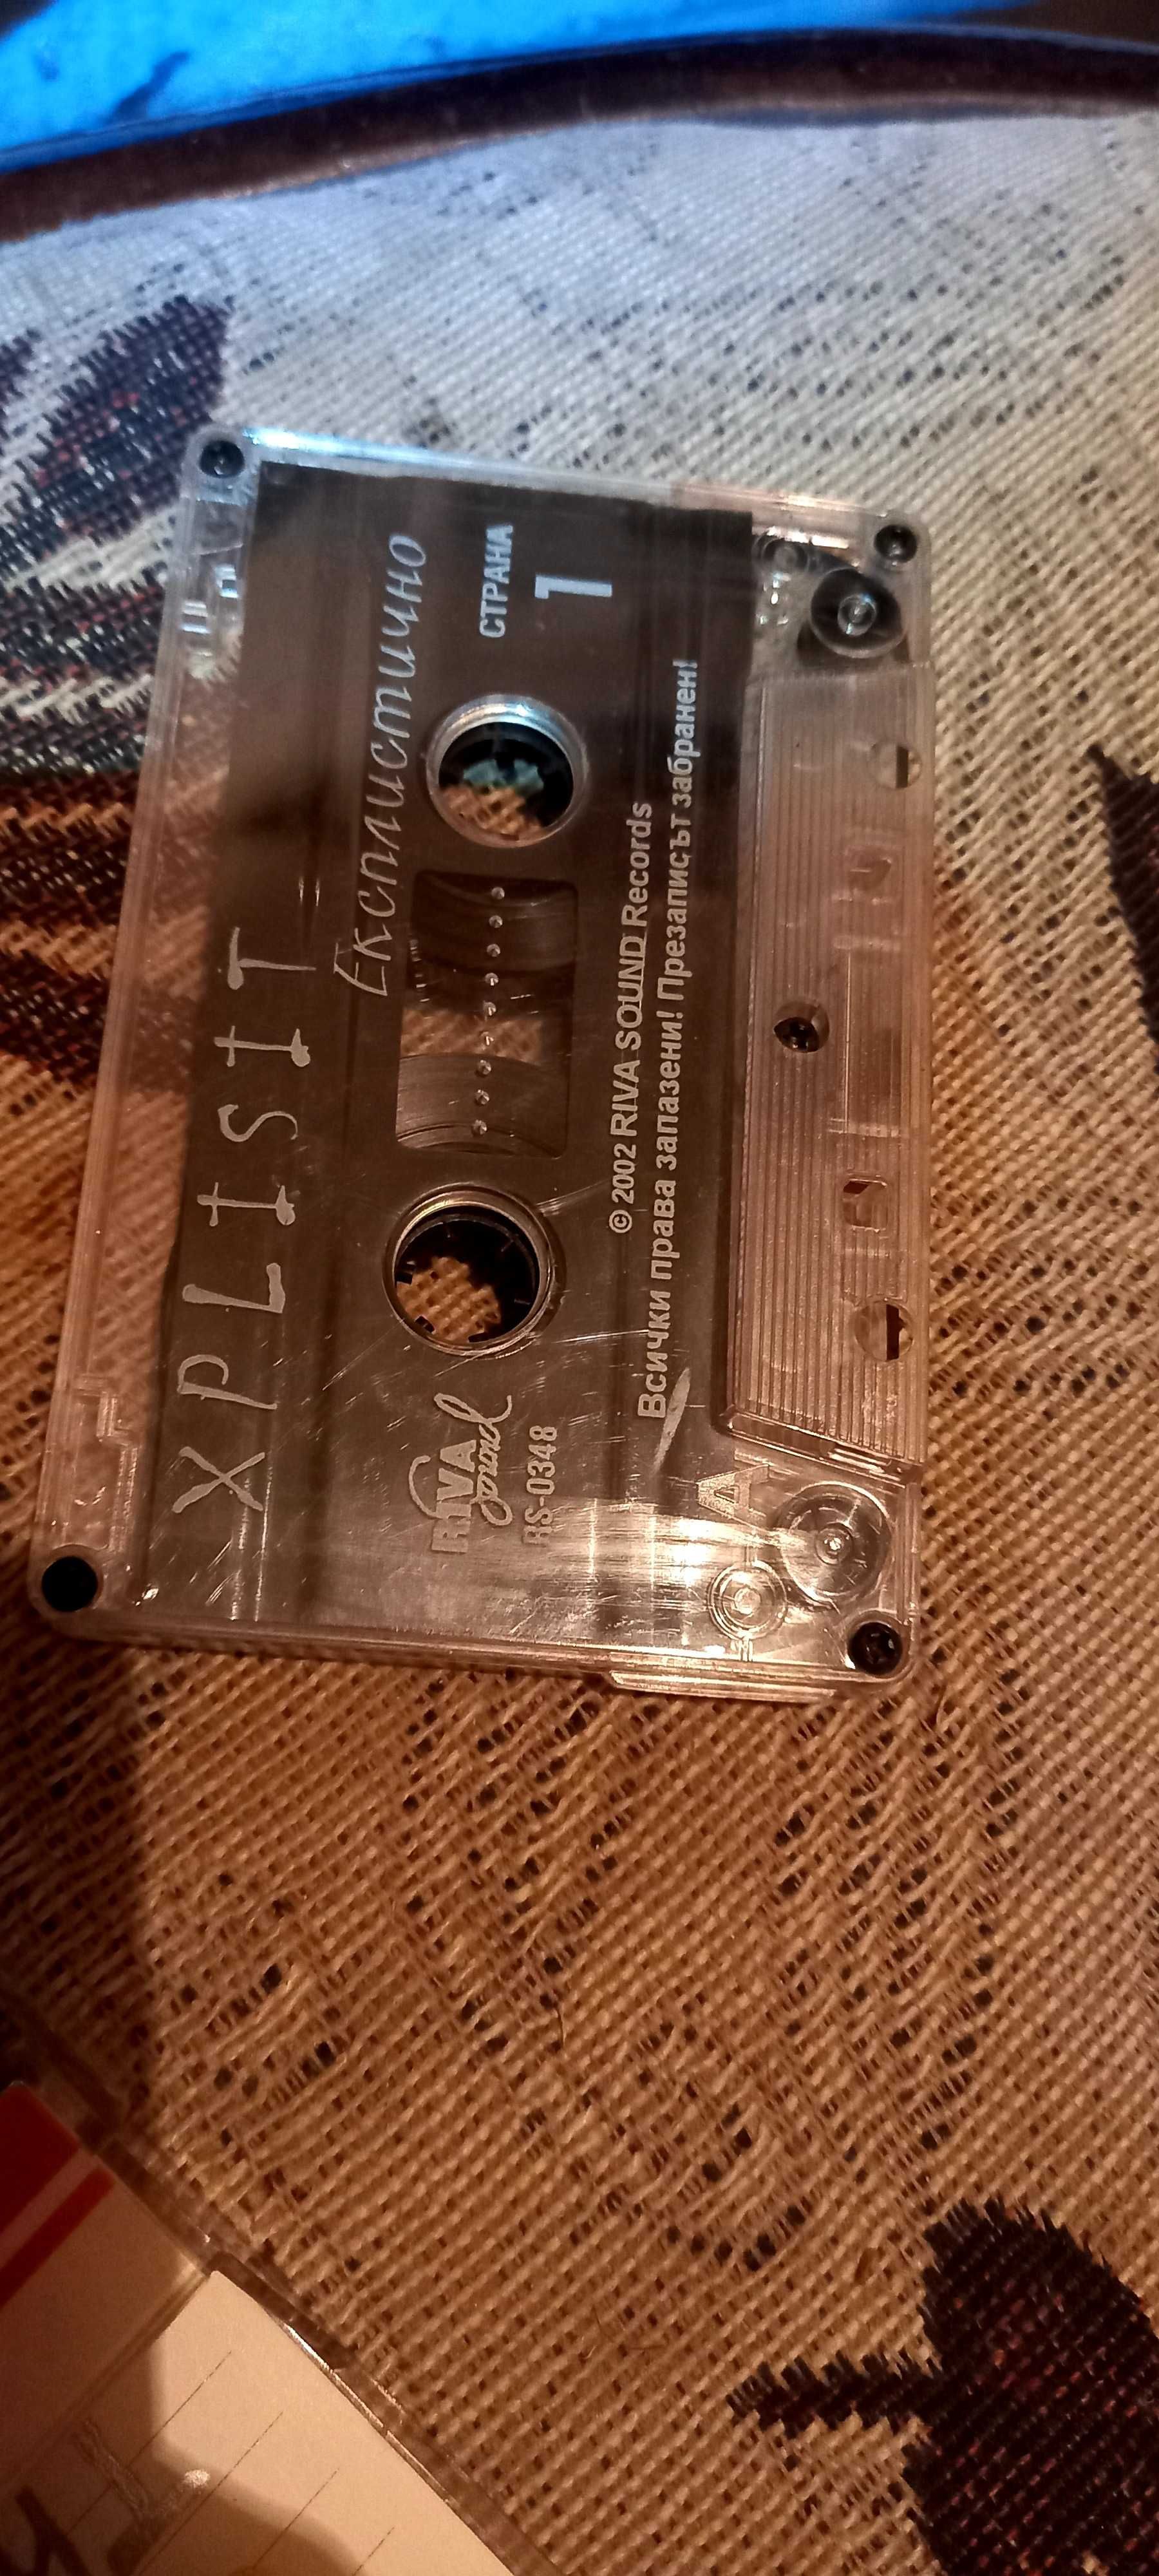 XPLISIT
Експлистично
СТРАНА
1
RIVA
sound
RS-0348
© 2002 RIVA SOUND Records
Всички права запазени! Презаписът забранен!
A